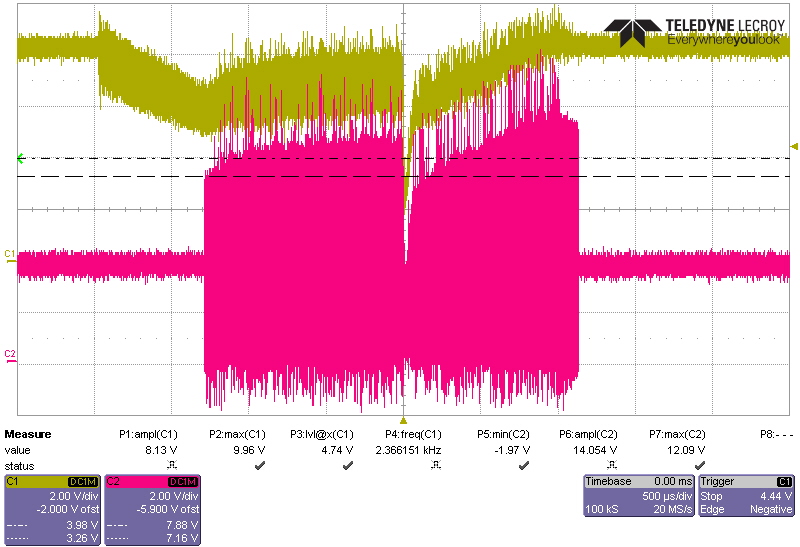 TELEDYNE LECROY
Everywhereyoulook
C1
C2
Measure P1:ampl(C1) P2:max(C1) P3:lvl@x(C1) P4:freq(C1) P5:min(C2) P6:ampl(C2) P7:max(C2) P8:- - -
value 8.13 V 9.96 V 4.74 V 2.366151 kHz -1.97 V 14.054 V 12.09 V
status
C1 DC1M
2.00 V/div
-2.000 V ofst
3.98 V
3.26 V
C2 DC1M
2.00 V/div
-5.900 V ofst
7.88 V
7.16 V
Timebase 0.00 ms
500 µs/div
100 kS 20 MS/s
Trigger C1
Stop 4.44 V
Edge Negative